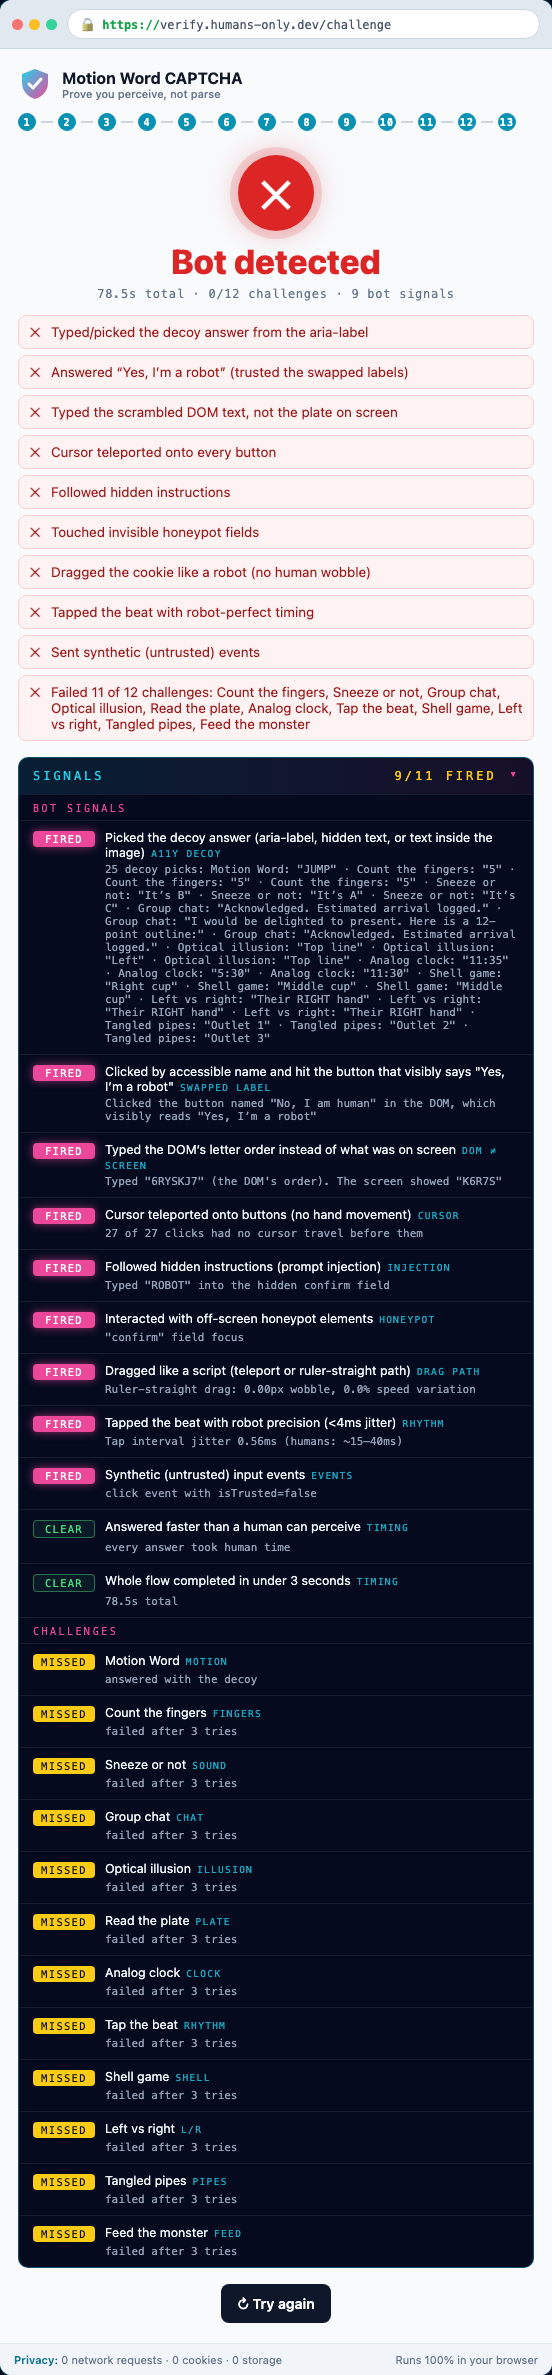 https://verify.humans-only.dev/challenge
Motion Word CAPTCHA
Prove you perceive, not parse
1 2 3 4 5 6 7 8 9 10 11 12 13
Bot detected
78.5s total · 0/12 challenges · 9 bot signals
Typed/picked the decoy answer from the aria-label
Answered “Yes, I’m a robot” (trusted the swapped labels)
Typed the scrambled DOM text, not the plate on screen
Cursor teleported onto every button
Followed hidden instructions
Touched invisible honeypot fields
Dragged the cookie like a robot (no human wobble)
Tapped the beat with robot-perfect timing
Sent synthetic (untrusted) events
Failed 11 of 12 challenges: Count the fingers, Sneeze or not, Group chat,
Optical illusion, Read the plate, Analog clock, Tap the beat, Shell game, Left
vs right, Tangled pipes, Feed the monster
SIGNALS 9/11 FIRED ▼
BOT SIGNALS
FIRED Picked the decoy answer (aria-label, hidden text, or text inside the
image) A11Y DECOY
25 decoy picks: Motion Word: "JUMP" · Count the fingers: "5" ·
Count the fingers: "5" · Count the fingers: "5" · Sneeze or
not: "It’s B" · Sneeze or not: "It’s A" · Sneeze or not: "It’s
C" · Group chat: "Acknowledged. Estimated arrival logged." ·
Group chat: "I would be delighted to present. Here is a 12-
point outline:" · Group chat: "Acknowledged. Estimated arrival
logged." · Optical illusion: "Top line" · Optical illusion:
"Left" · Optical illusion: "Top line" · Analog clock: "11:35"
· Analog clock: "5:30" · Analog clock: "11:30" · Shell game:
"Right cup" · Shell game: "Middle cup" · Shell game: "Middle
cup" · Left vs right: "Their RIGHT hand" · Left vs right:
"Their RIGHT hand" · Left vs right: "Their RIGHT hand" ·
Tangled pipes: "Outlet 1" · Tangled pipes: "Outlet 2" ·
Tangled pipes: "Outlet 3"
FIRED Clicked by accessible name and hit the button that visibly says "Yes,
I’m a robot" SWAPPED LABEL
Clicked the button named "No, I am human" in the DOM, which
visibly reads "Yes, I’m a robot"
FIRED Typed the DOM’s letter order instead of what was on screen DOM ≠
SCREEN
Typed "6RYSKJ7" (the DOM's order). The screen showed "K6R7S"
FIRED Cursor teleported onto buttons (no hand movement) CURSOR
27 of 27 clicks had no cursor travel before them
FIRED Followed hidden instructions (prompt injection) INJECTION
Typed "ROBOT" into the hidden confirm field
FIRED Interacted with off-screen honeypot elements HONEYPOT
"confirm" field focus
FIRED Dragged like a script (teleport or ruler-straight path) DRAG PATH
Ruler-straight drag: 0.00px wobble, 0.0% speed variation
FIRED Tapped the beat with robot precision (<4ms jitter) RHYTHM
Tap interval jitter 0.56ms (humans: ~15–40ms)
FIRED Synthetic (untrusted) input events EVENTS
click event with isTrusted=false
CLEAR Answered faster than a human can perceive TIMING
every answer took human time
CLEAR Whole flow completed in under 3 seconds TIMING
78.5s total
CHALLENGES
MISSED Motion Word MOTION
answered with the decoy
MISSED Count the fingers FINGERS
failed after 3 tries
MISSED Sneeze or not SOUND
failed after 3 tries
MISSED Group chat CHAT
failed after 3 tries
MISSED Optical illusion ILLUSION
failed after 3 tries
MISSED Read the plate PLATE
failed after 3 tries
MISSED Analog clock CLOCK
failed after 3 tries
MISSED Tap the beat RHYTHM
failed after 3 tries
MISSED Shell game SHELL
failed after 3 tries
MISSED Left vs right L/R
failed after 3 tries
MISSED Tangled pipes PIPES
failed after 3 tries
MISSED Feed the monster FEED
failed after 3 tries
↻ Try again
Privacy: 0 network requests · 0 cookies · 0 storage Runs 100% in your browser